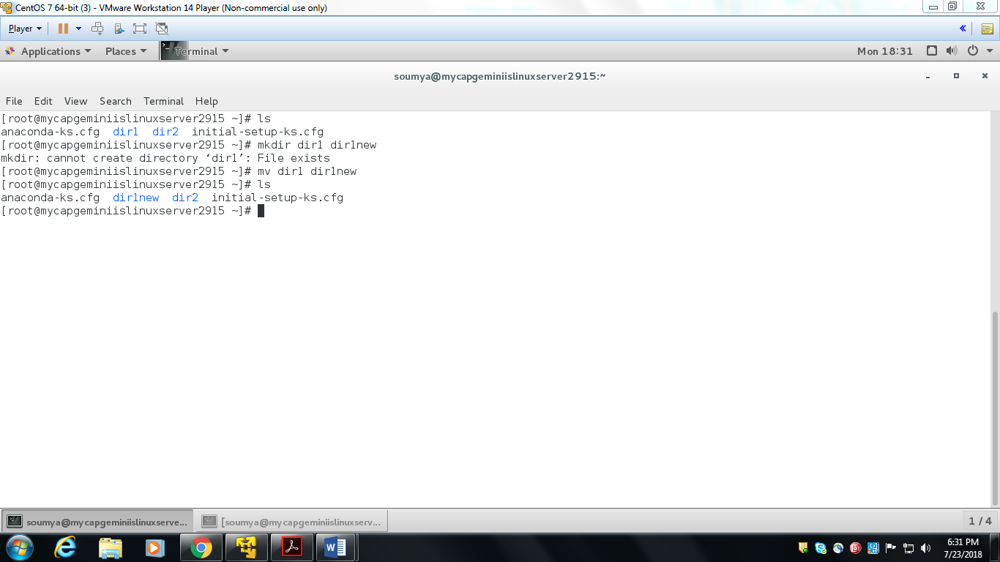 CentOS 7 64-bit (3) - VMware Workstation 14 Player (Non-commercial use only)
Player
Applications Places Terminal Mon 18:31
soumya@mycapgeminiislinuxserver2915:~
File Edit View Search Terminal Help
[root@mycapgeminiislinuxserver2915 ~]# ls
anaconda-ks.cfg  dir1  dir2  initial-setup-ks.cfg
[root@mycapgeminiislinuxserver2915 ~]# mkdir dir1 dir1new
mkdir: cannot create directory ‘dir1’: File exists
[root@mycapgeminiislinuxserver2915 ~]# mv dir1 dir1new
[root@mycapgeminiislinuxserver2915 ~]# ls
anaconda-ks.cfg  dir1new  dir2  initial-setup-ks.cfg
[root@mycapgeminiislinuxserver2915 ~]#
soumya@mycapgeminiislinuxserve... [soumya@mycapgeminiislinuxserv... 1 / 4
6:31 PM
7/23/2018